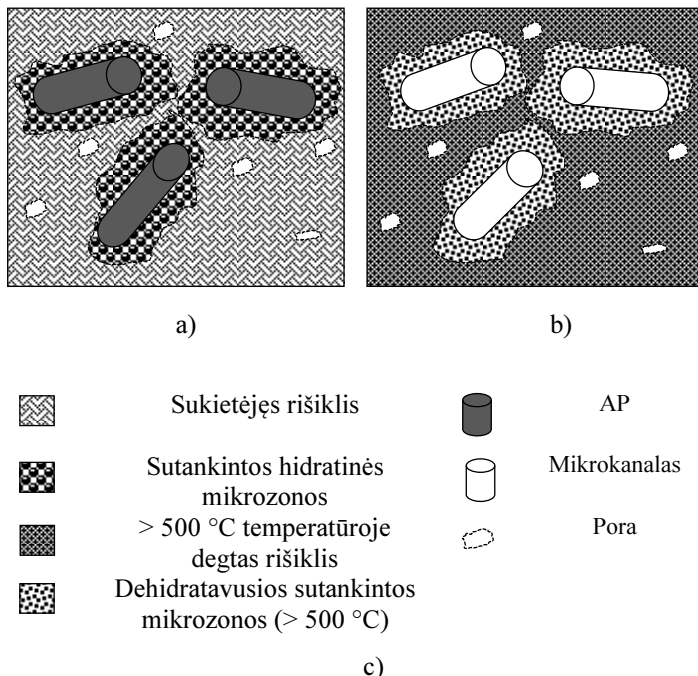 a)
b)
Sukietėjęs rišiklis
AP
Sutankintos hidratinės
mikrozonos
Mikrokanalas
> 500 °C temperatūroje
degtas rišiklis
Pora
Dehidratavusios sutankintos
mikrozonos (> 500 °C)
c)